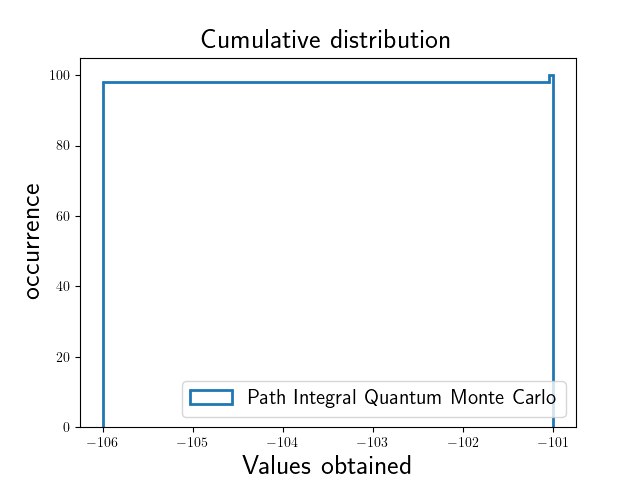 Cumulative distribution
occurrence
100
80
60
40
20
0
Path Integral Quantum Monte Carlo
−106 −105 −104 −103 −102 −101
Values obtained